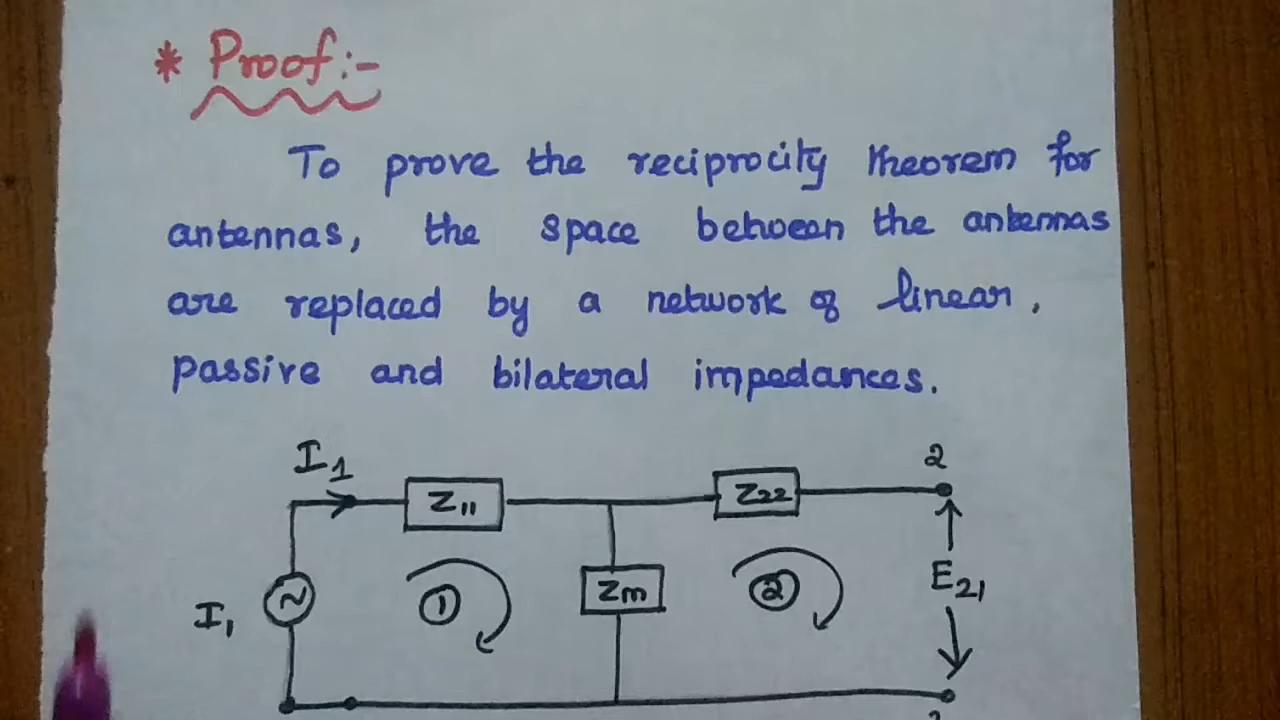 * Proof:-
To prove the reciprocity theorem for
antennas, the space between the antennas
are replaced by a network of linear,
passive and bilateral impedances.
I1
2
Z11
Z22
I1
1
Zm
2
E21